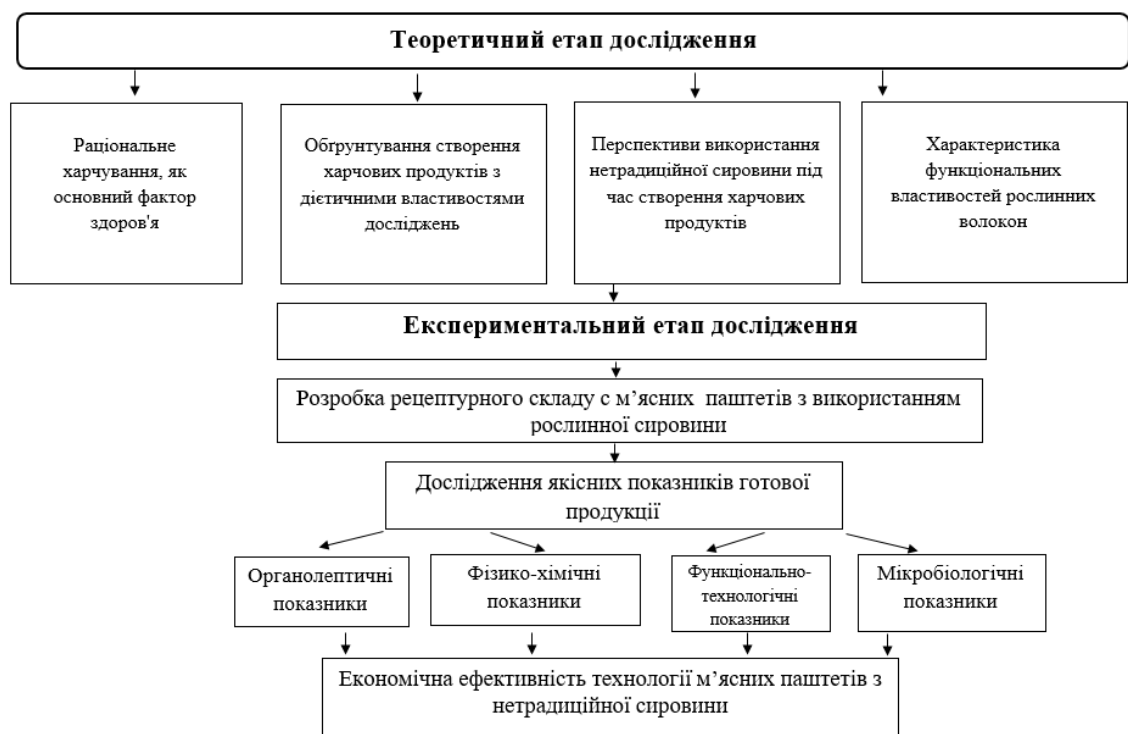 Теоретичний етап дослідження
Раціональне
харчування, як
основний фактор
здоров'я
Обґрунтування створення
харчових продуктів з
дієтичними властивостями
досліджень
Перспективи використання
нетрадиційної сировини під
час створення харчових
продуктів
Характеристика
функціональних
властивостей рослинних
волокон
Експериментальний етап дослідження
Розробка рецептурного складу с м’ясних паштетів з використанням
рослинної сировини
Дослідження якісних показників готової
продукції
Органолептичні
показники
Фізико-хімічні
показники
Функціонально-
технологічні
показники
Мікробіологічні
показники
Економічна ефективність технології м’ясних паштетів з
нетрадиційної сировини